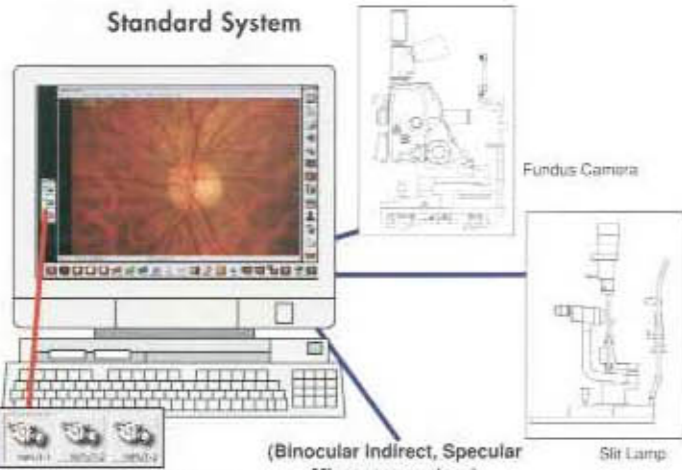 Standard System
Fundus Camera
(Binocular Indirect, Specular
Slit Lamp